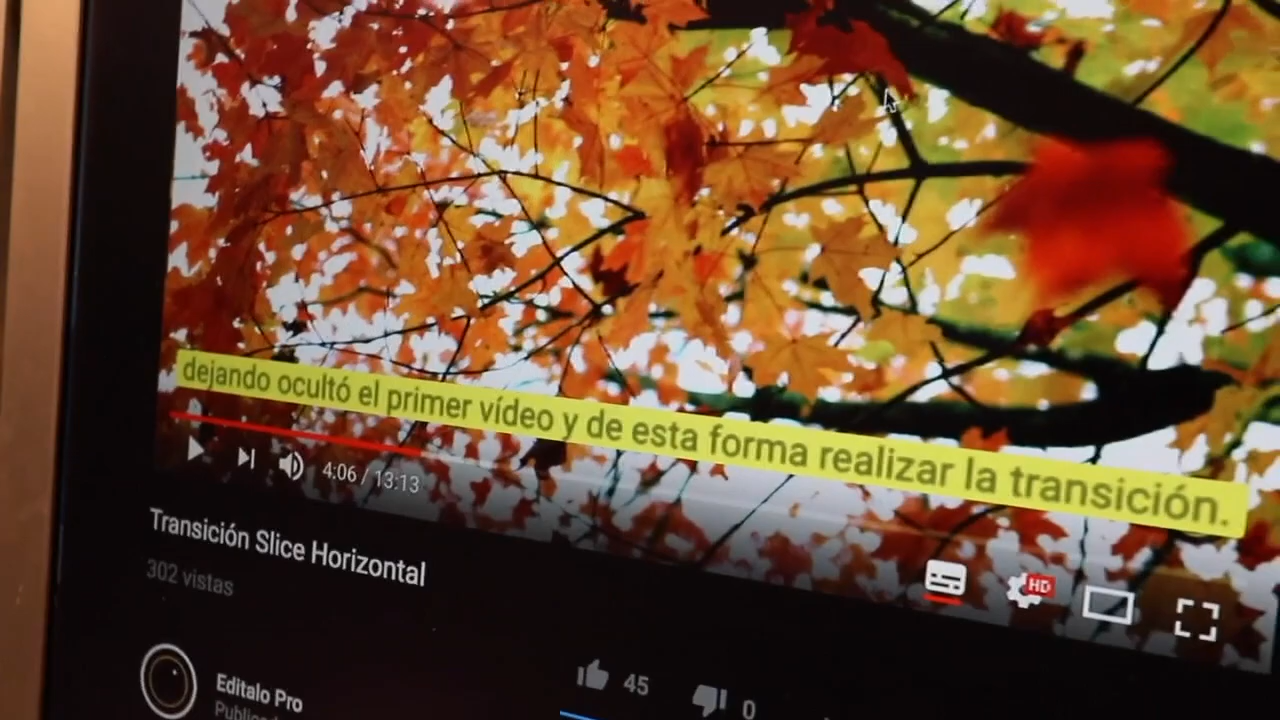 dejando ocultó el primer vídeo y de esta forma realizar la transición.
4:06 / 13:13
HD
Transición Slice Horizontal
302 vistas
45
0
Editalo Pro